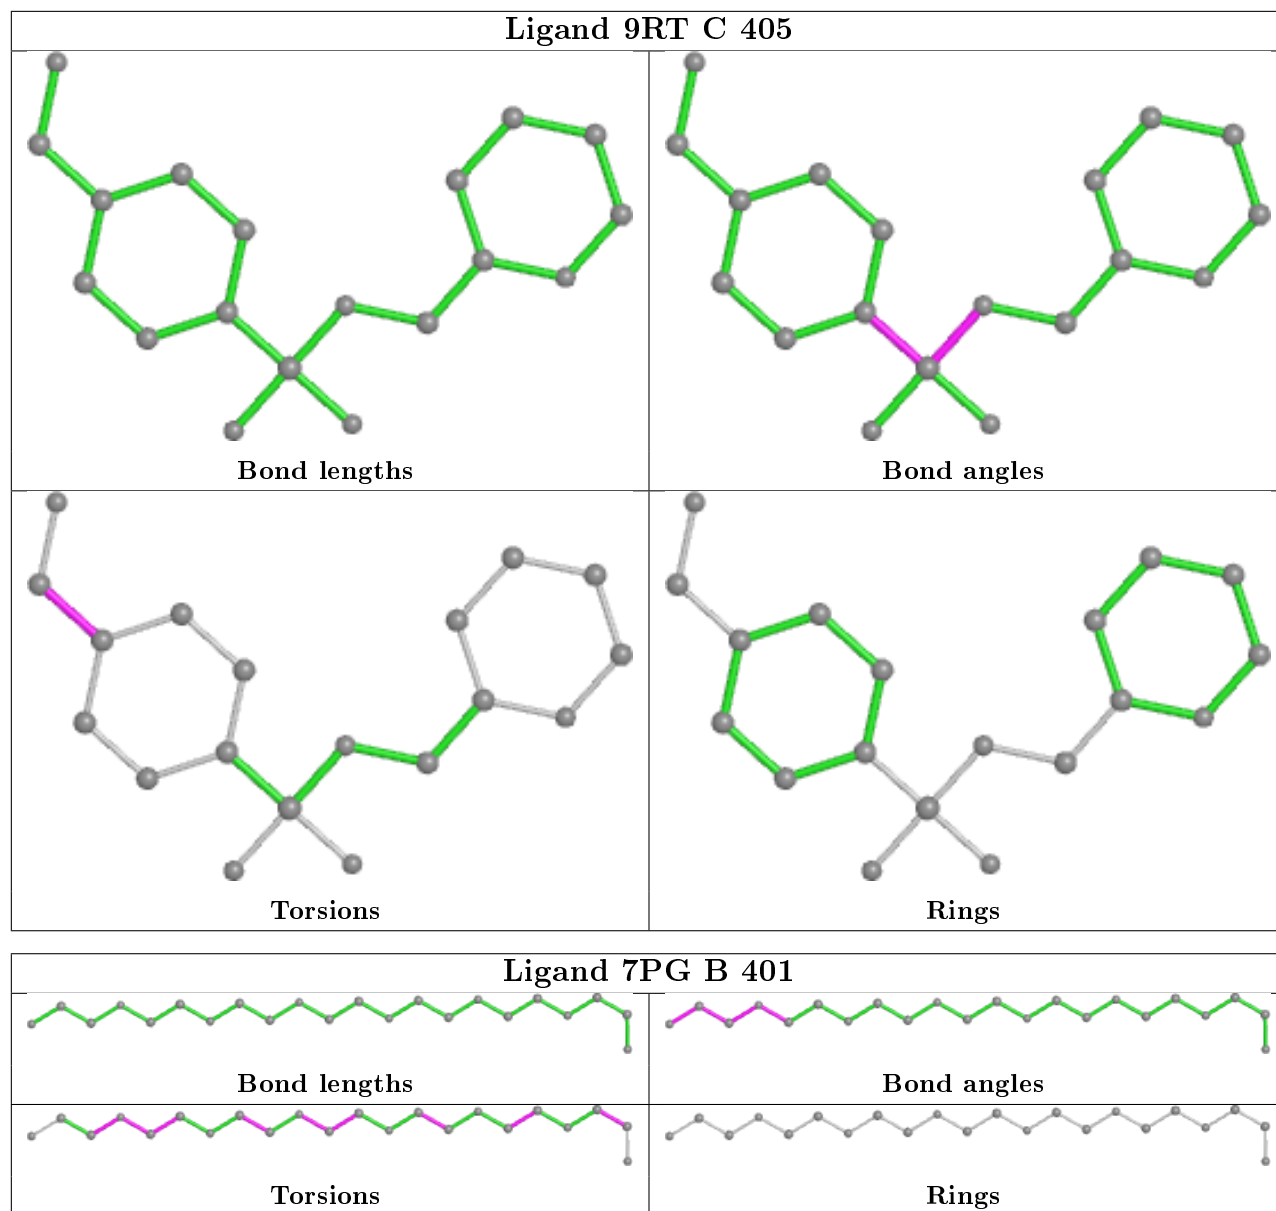 Ligand 9RT C 405
Bond lengths
Bond angles
Torsions
Rings
Ligand 7PG B 401
Bond lengths
Bond angles
Torsions
Rings